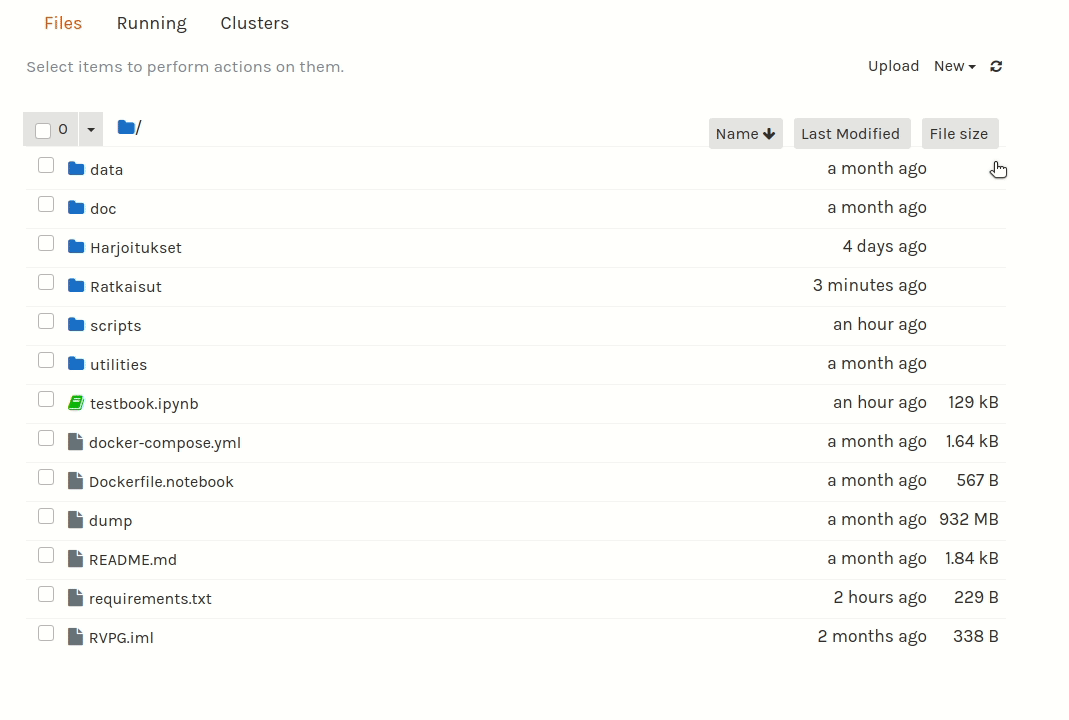 Files Running Clusters
Select items to perform actions on them. Upload New
0 / Name Last Modified File size
data a month ago
doc a month ago
Harjoitukset 4 days ago
Ratkaisut 3 minutes ago
scripts an hour ago
utilities a month ago
testbook.ipynb an hour ago 129 kB
docker-compose.yml a month ago 1.64 kB
Dockerfile.notebook a month ago 567 B
dump a month ago 932 MB
README.md a month ago 1.84 kB
requirements.txt 2 hours ago 229 B
RVPG.iml 2 months ago 338 B